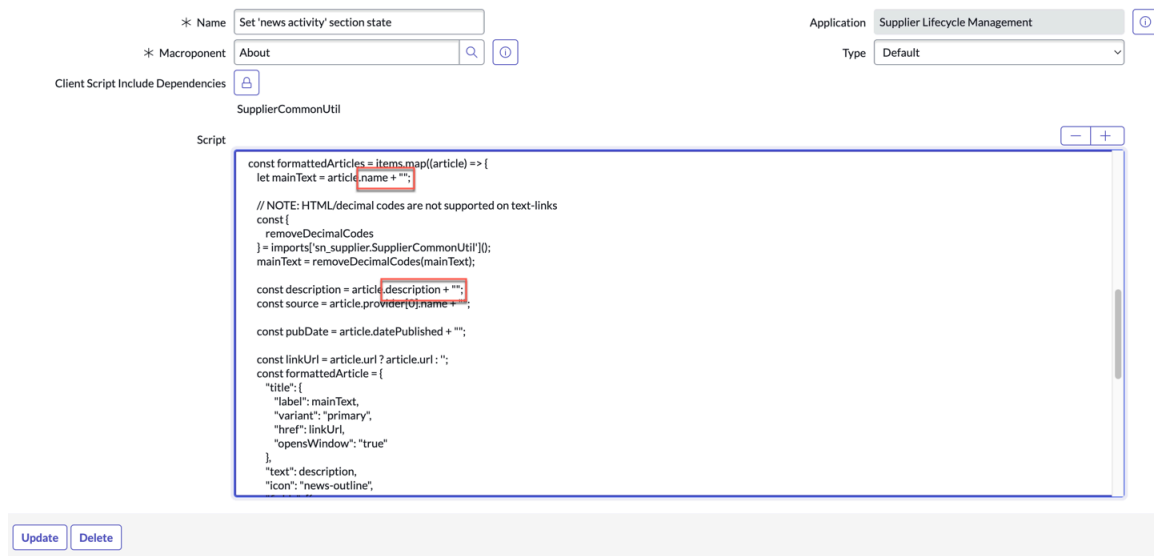 * Name Set 'news activity' section state Application Supplier Lifecycle Management
* Macroponent About Type Default
Client Script Include Dependencies
SupplierCommonUtil
Script
const formattedArticles = items.map((article) => {
let mainText = article.name + "";
// NOTE: HTML/decimal codes are not supported on text-links
const {
removeDecimalCodes
} = imports['sn_supplier.SupplierCommonUtil']();
mainText = removeDecimalCodes(mainText);
const description = article.description + "";
const source = article.provider[0].name + "";
const pubDate = article.datePublished + "";
const linkUrl = article.url ? article.url : '';
const formattedArticle = {
"title": {
"label": mainText,
"variant": "primary",
"href": linkUrl,
"opensWindow": "true"
},
"text": description,
"icon": "news-outline",
Update Delete